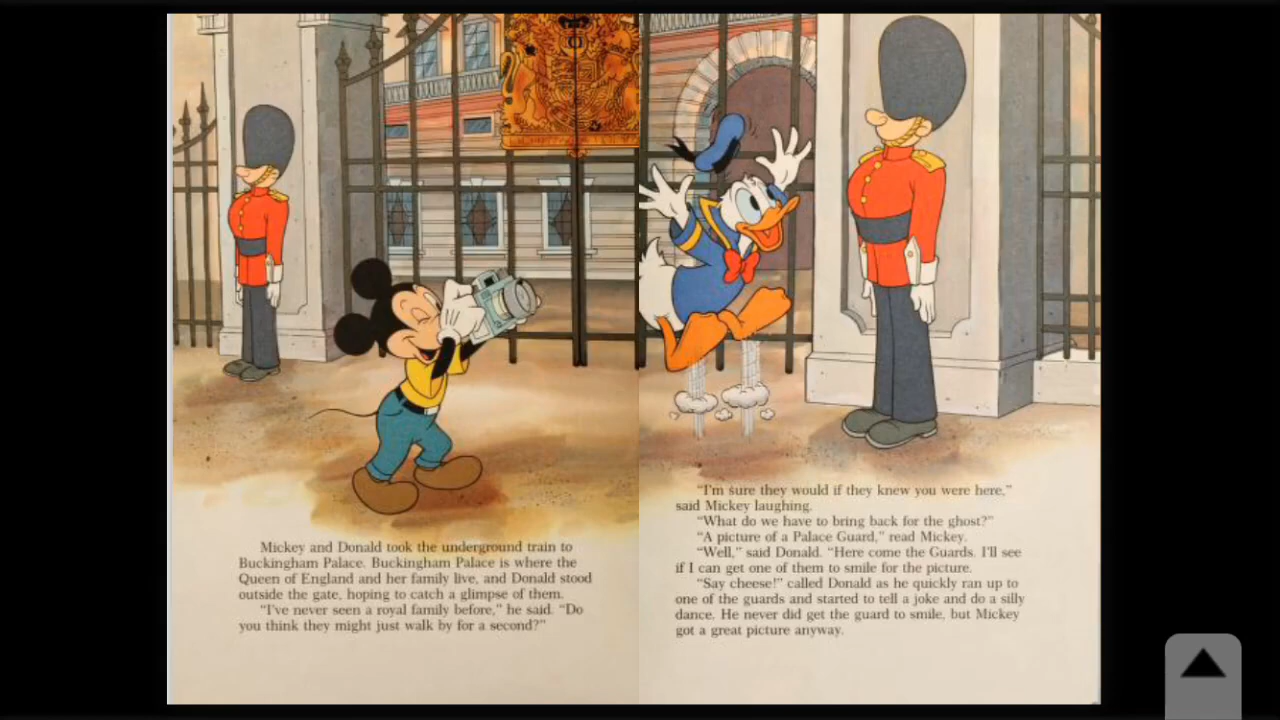 Mickey and Donald took the underground train to
Buckingham Palace. Buckingham Palace is where the
Queen of England and her family live, and Donald stood
outside the gate, hoping to catch a glimpse of them.
“I've never seen a royal family before,” he said. “Do
you think they might just walk by for a second?”
“I'm sure they would if they knew you were here,”
said Mickey laughing.
“What do we have to bring back for the ghost?”
“A picture of a Palace Guard,” read Mickey.
“Well,” said Donald. “Here come the Guards. I'll see
if I can get one of them to smile for the picture.
“Say cheese!” called Donald as he quickly ran up to
one of the guards and started to tell a joke and do a silly
dance. He never did get the guard to smile, but Mickey
got a great picture anyway.